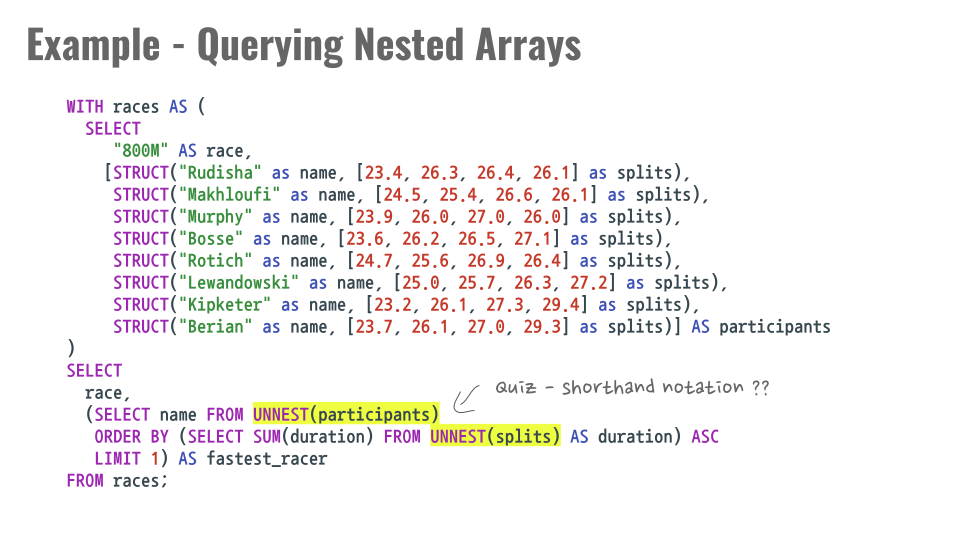 Example - Querying Nested Arrays
WITH races AS (
SELECT
"800M" AS race,
[STRUCT("Rudisha" as name, [23.4, 26.3, 26.4, 26.1] as splits),
STRUCT("Makhloufi" as name, [24.5, 25.4, 26.6, 26.1] as splits),
STRUCT("Murphy" as name, [23.9, 26.0, 27.0, 26.0] as splits),
STRUCT("Bosse" as name, [23.6, 26.2, 26.5, 27.1] as splits),
STRUCT("Rotich" as name, [24.7, 25.6, 26.9, 26.4] as splits),
STRUCT("Lewandowski" as name, [25.0, 25.7, 26.3, 27.2] as splits),
STRUCT("Kipketer" as name, [23.2, 26.1, 27.3, 29.4] as splits),
STRUCT("Berian" as name, [23.7, 26.1, 27.0, 29.3] as splits)] AS participants
)
SELECT
race,
Quiz - shorthand notation ??
(SELECT name FROM UNNEST(participants)
ORDER BY (SELECT SUM(duration) FROM UNNEST(splits) AS duration) ASC
LIMIT 1) AS fastest_racer
FROM races;